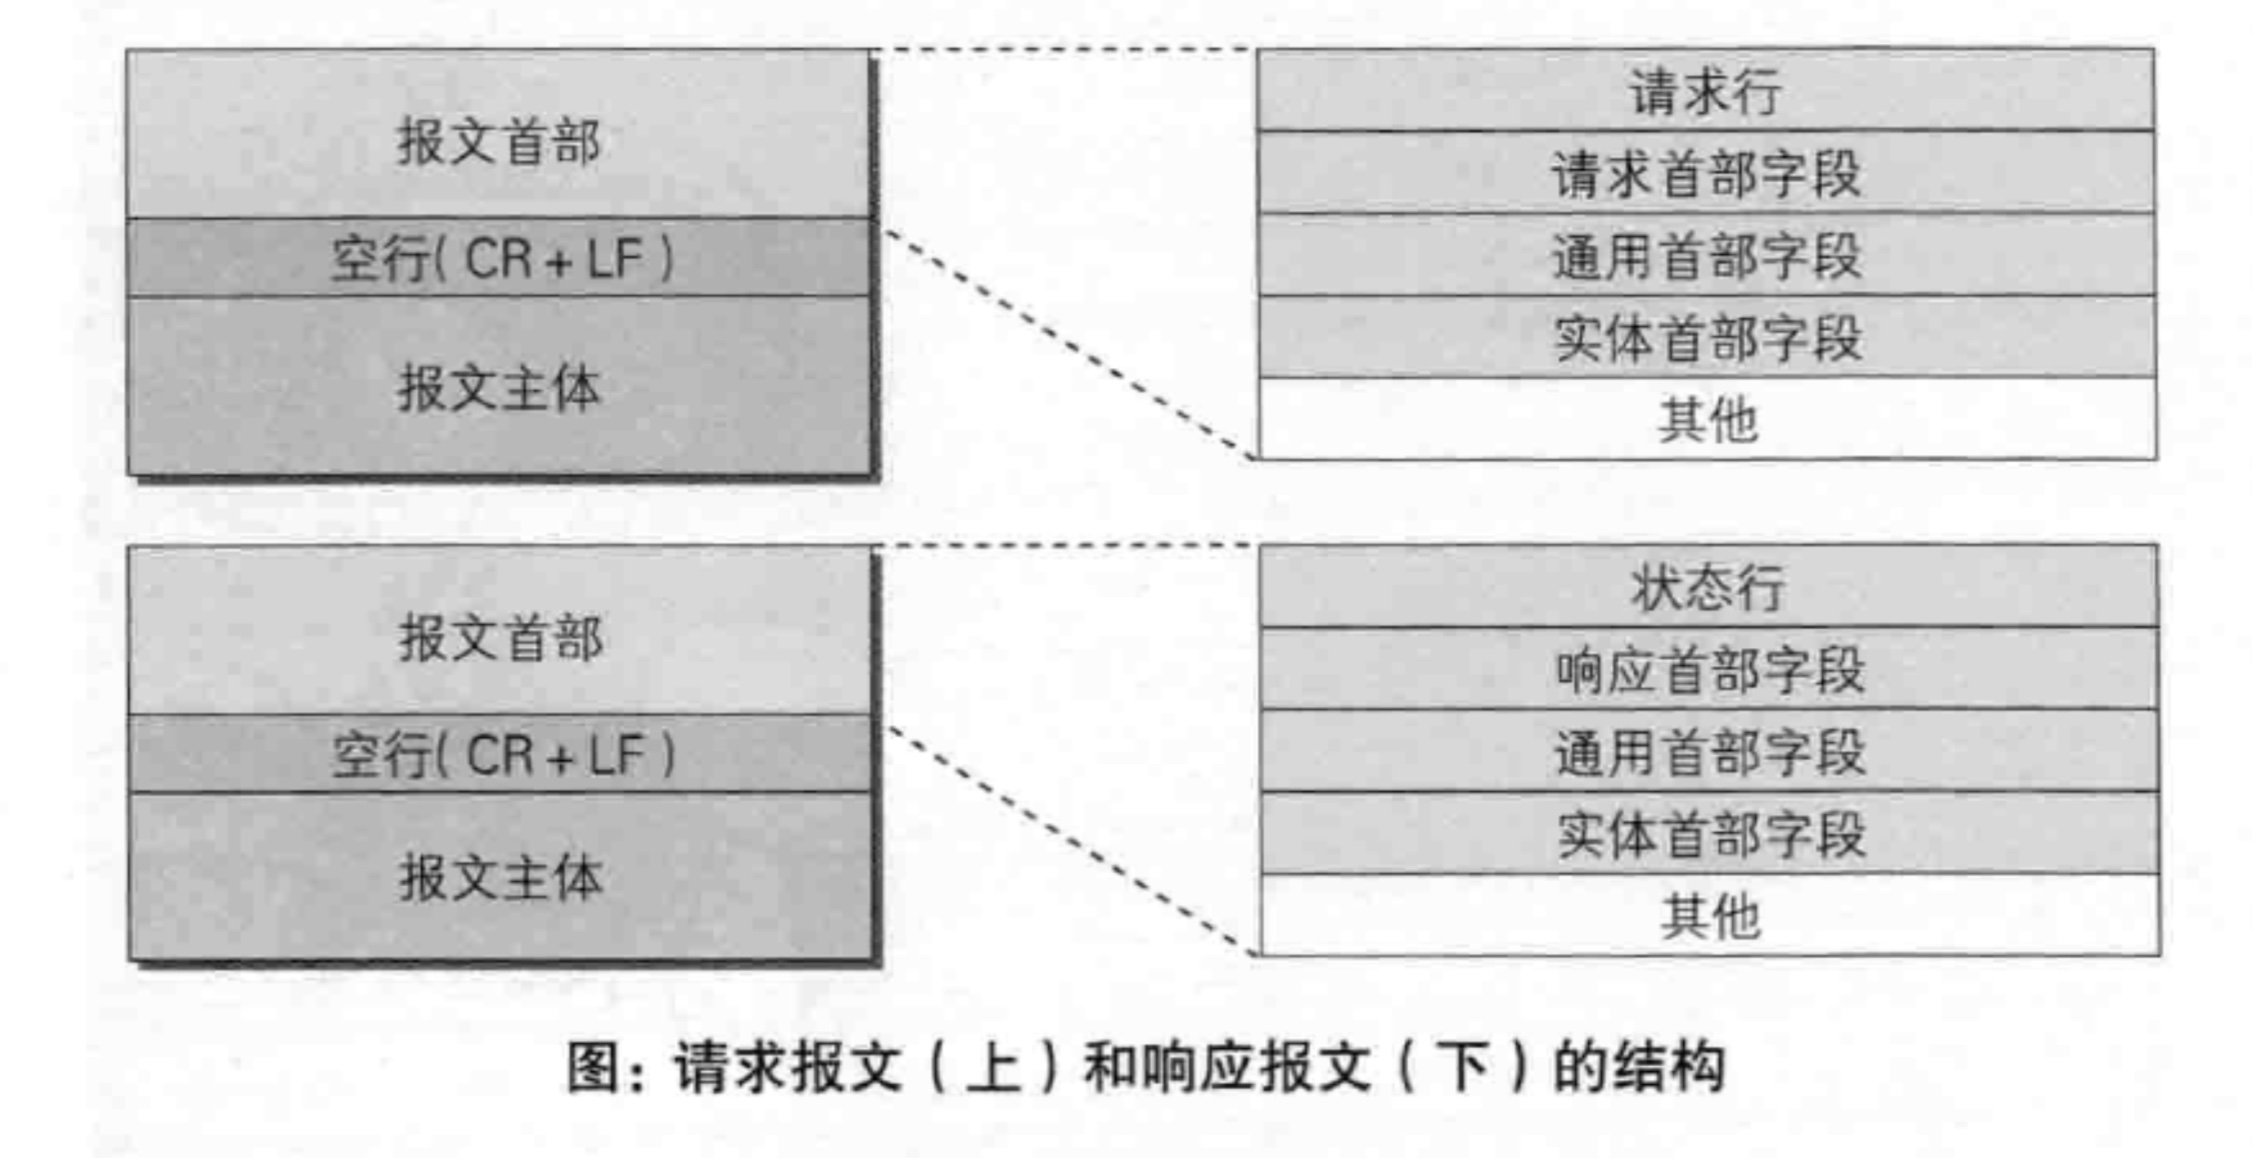 报文首部
空行(CR+LF)
报文主体
请求行
请求首部字段
通用首部字段
实体首部字段
其他
报文首部
空行(CR+LF)
报文主体
状态行
响应首部字段
通用首部字段
实体首部字段
其他
图:请求报文(上)和响应报文(下)的结构